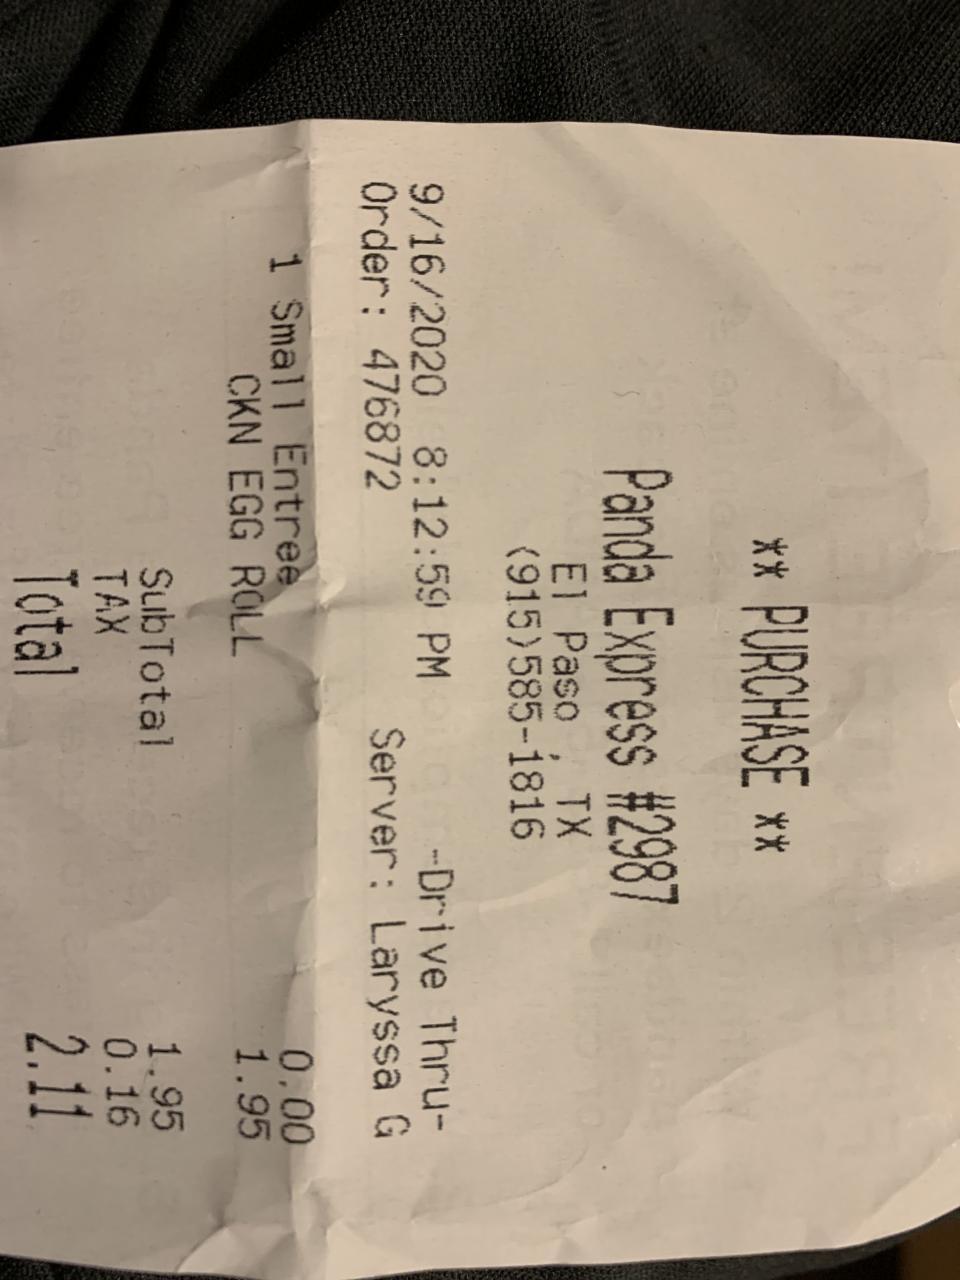 ** PURCHASE **
Panda Express #2987
El Paso , TX
(915)585-1816
9/16/2020 8:12:59 PM -Drive Thru-
Order: 476872 Server: Laryssa G
1 Small Entree 0.00
CKN EGG ROLL 1.95
SubTotal 1.95
TAX 0.16
Total 2.11